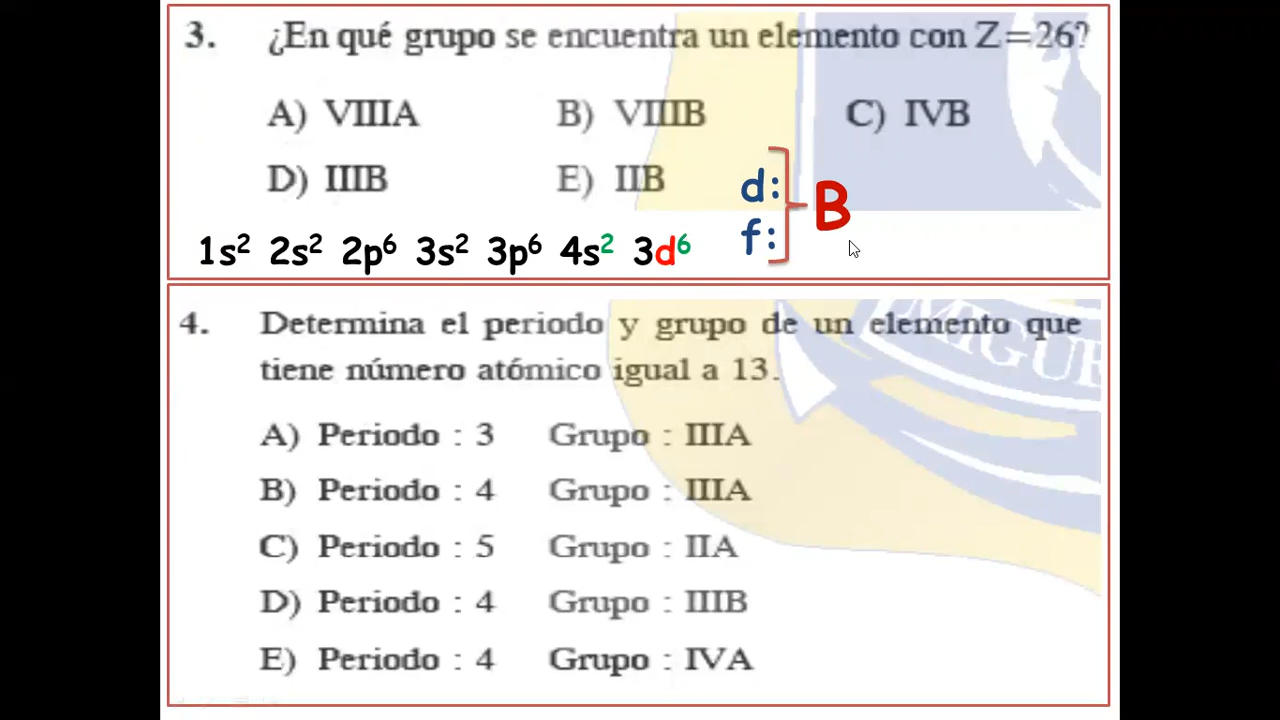 3. ¿En qué grupo se encuentra un elemento con Z=26?
A) VIIIA B) VIIIB C) IVB
D) IIIB E) IIB
d:
f:
B
1s² 2s² 2p⁶ 3s² 3p⁶ 4s² 3d⁶
4. Determina el periodo y grupo de un elemento que
tiene número atómico igual a 13.
A) Periodo : 3 Grupo : IIIA
B) Periodo : 4 Grupo : IIIA
C) Periodo : 5 Grupo : IIA
D) Periodo : 4 Grupo : IIIB
E) Periodo : 4 Grupo : IVA
MIGUE